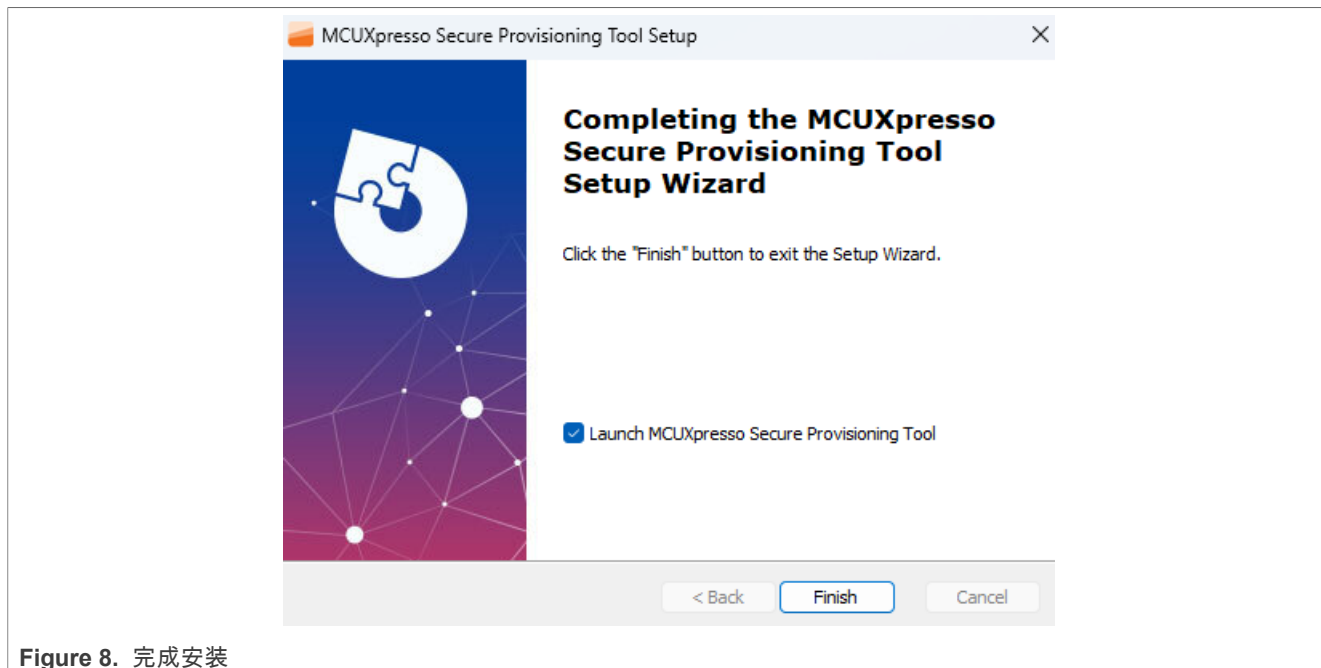 MCUXpresso Secure Provisioning Tool Setup
Completing the MCUXpresso
Secure Provisioning Tool
Setup Wizard
Click the "Finish" button to exit the Setup Wizard.
Launch MCUXpresso Secure Provisioning Tool
< Back Finish Cancel
Figure 8. 完成安装